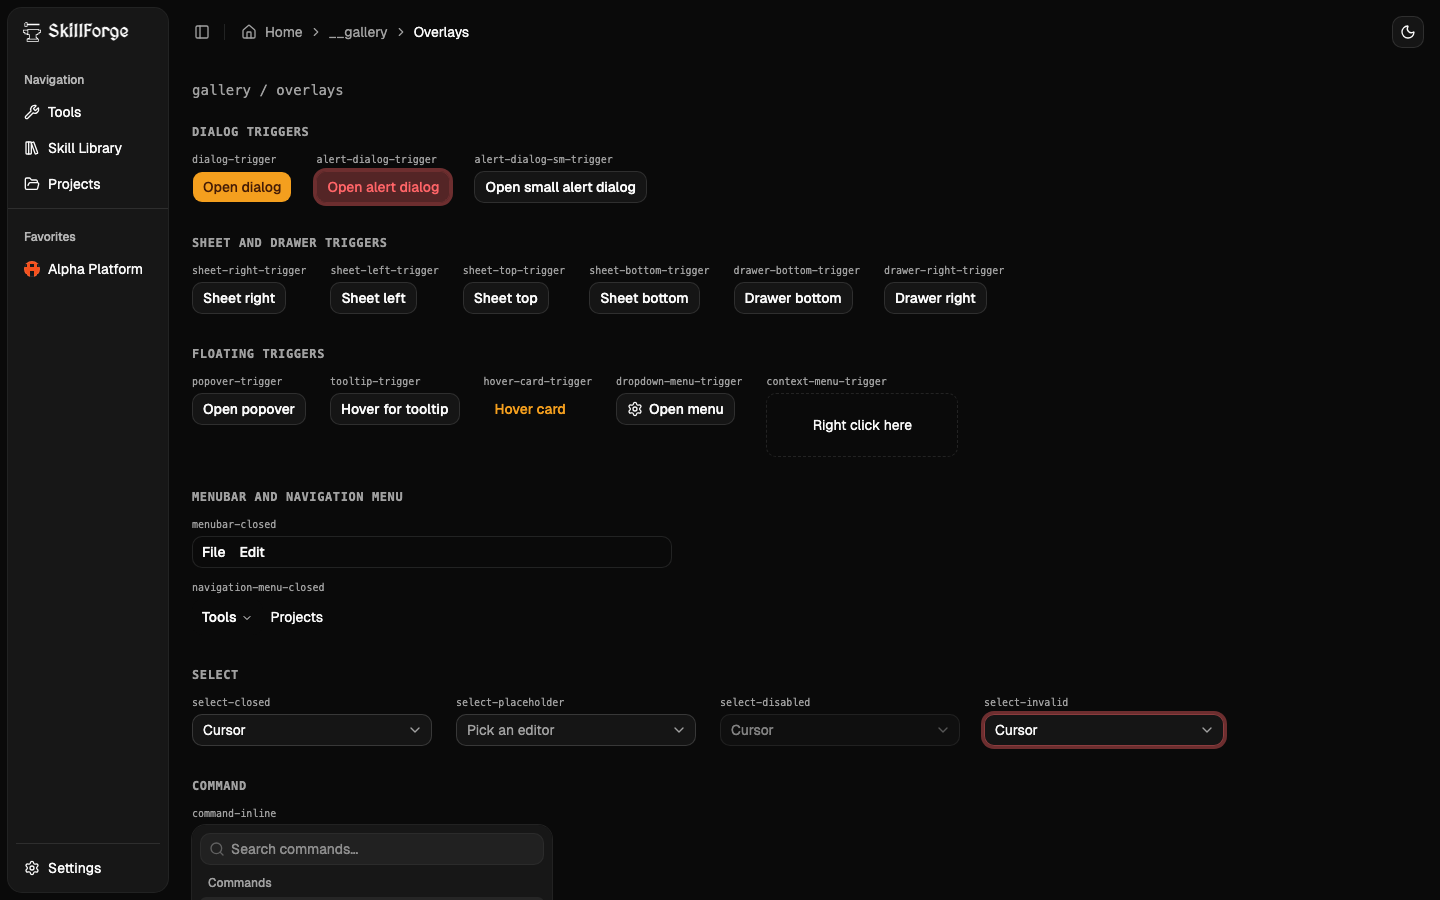 SkillForge
Navigation
Tools
Skill Library
Projects
Favorites
Alpha Platform
Settings
Home > __gallery > Overlays
gallery / overlays
DIALOG TRIGGERS
dialog-trigger alert-dialog-trigger alert-dialog-sm-trigger
Open dialog Open alert dialog Open small alert dialog
SHEET AND DRAWER TRIGGERS
sheet-right-trigger sheet-left-trigger sheet-top-trigger sheet-bottom-trigger drawer-bottom-trigger drawer-right-trigger
Sheet right Sheet left Sheet top Sheet bottom Drawer bottom Drawer right
FLOATING TRIGGERS
popover-trigger tooltip-trigger hover-card-trigger dropdown-menu-trigger context-menu-trigger
Open popover Hover for tooltip Hover card Open menu Right click here
MENUBAR AND NAVIGATION MENU
menubar-closed
File Edit
navigation-menu-closed
Tools Projects
SELECT
select-closed select-placeholder select-disabled select-invalid
Cursor Pick an editor Cursor Cursor
COMMAND
command-inline
Search commands...
Commands